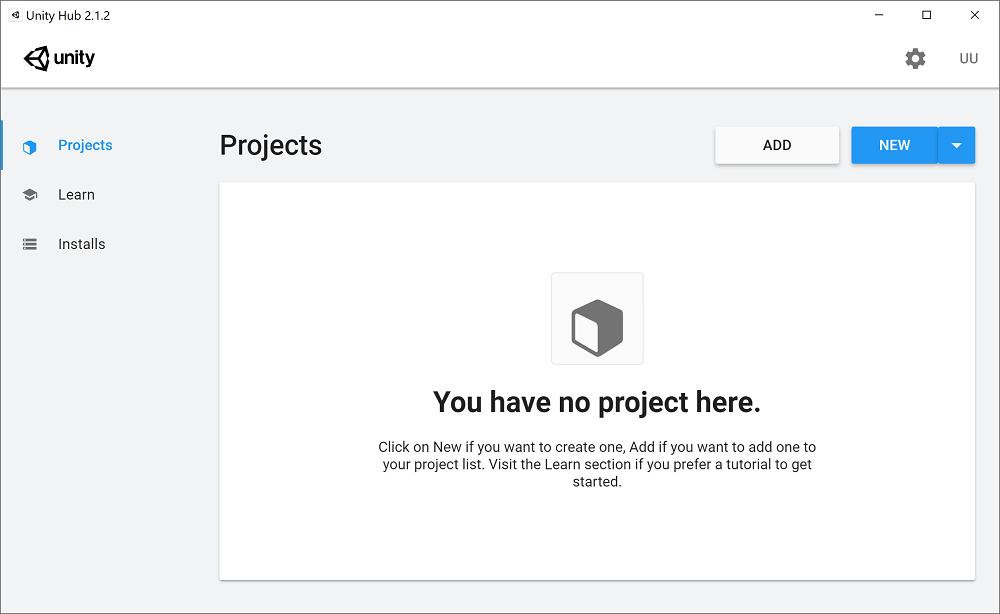 Unity Hub 2.1.2
unity
UU
Projects
Learn
Installs
Projects
ADD
NEW
You have no project here.
Click on New if you want to create one, Add if you want to add one to
your project list. Visit the Learn section if you prefer a tutorial to get
started.